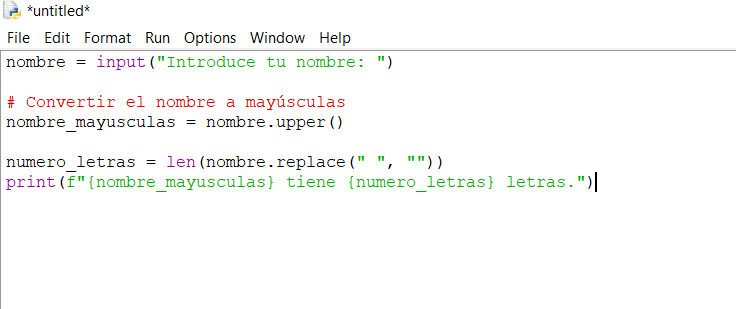 *untitled*
File Edit Format Run Options Window Help
nombre = input("Introduce tu nombre: ")
# Convertir el nombre a mayúsculas
nombre_mayusculas = nombre.upper()
numero_letras = len(nombre.replace(" ", ""))
print(f"{nombre_mayusculas} tiene {numero_letras} letras.")